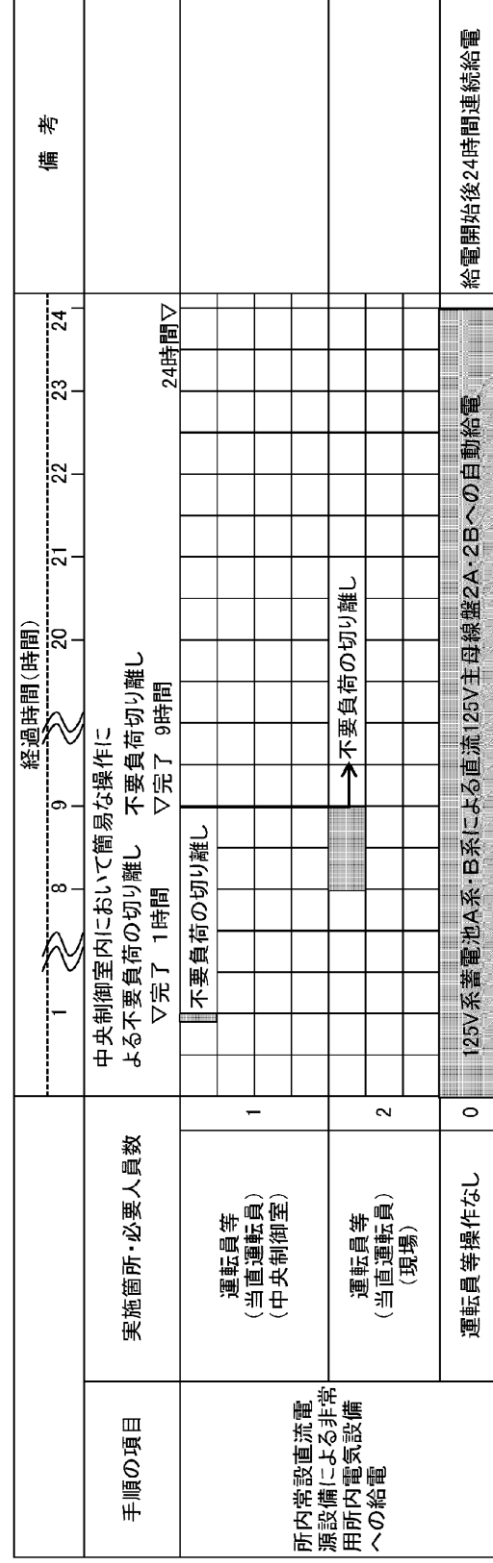 経過時間(時間)
備 考
1
8
9
20
21
22
23
24
手順の項目
実施箇所・必要人員数
中央制御室内において簡易な操作に
よる不要負荷の切り離し
▽完了 1時間
不要負荷切り離し
▽完了 9時間
24時間▽
所内常設直流電
源設備による非常
用所内電気設備
への給電
運転員等
(当直運転員)
(中央制御室)
1
不要負荷の切り離し
運転員等
(当直運転員)
(現場)
2
不要負荷の切り離し
運転員等操作なし
0
125V系蓄電池A系・B系による直流125V主母線盤2A・2Bへの自動給電
給電開始後24時間連続給電